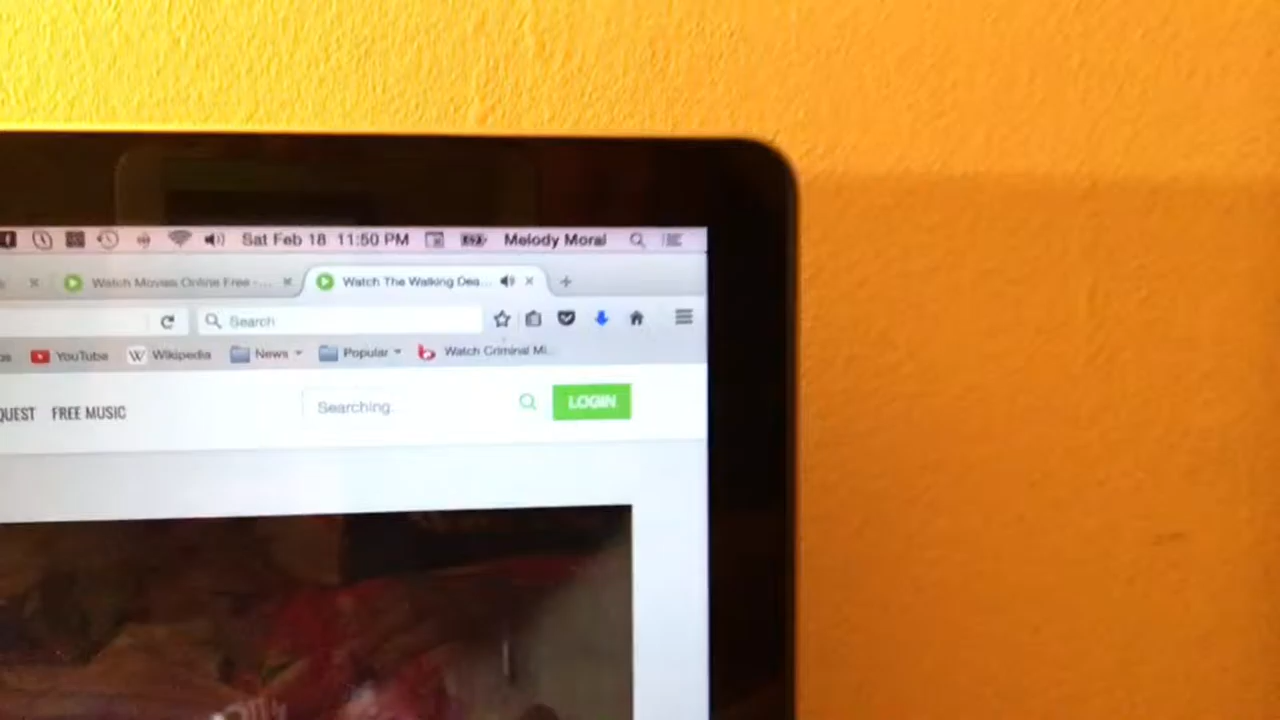 Sat Feb 18 11:50 PM Melody Moral
Watch Movies Online Free -... Watch The Walking Dea...
Search
YouTube Wikipedia News Popular Watch Criminal Mi...
QUEST FREE MUSIC Searching. LOGIN